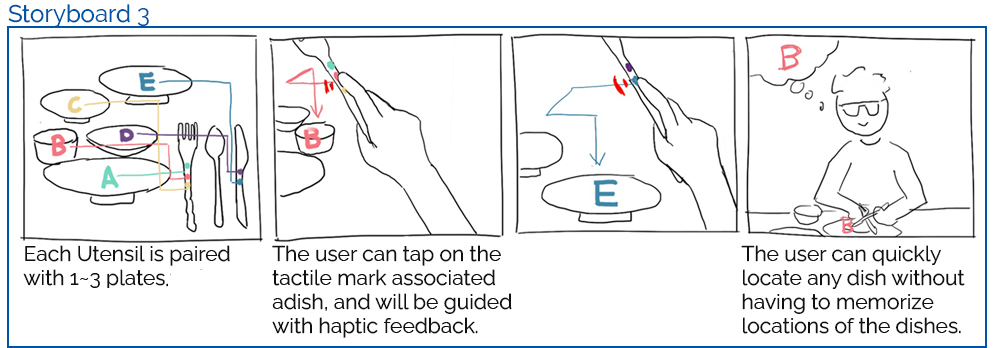 Storyboard 3
E
C
B
D
A
B
E
B
B
Each Utensil is paired
with 1~3 plates.
The user can tap on the
tactile mark associated
adish, and will be guided
with haptic feedback.
The user can quickly
locate any dish without
having to memorize
locations of the dishes.